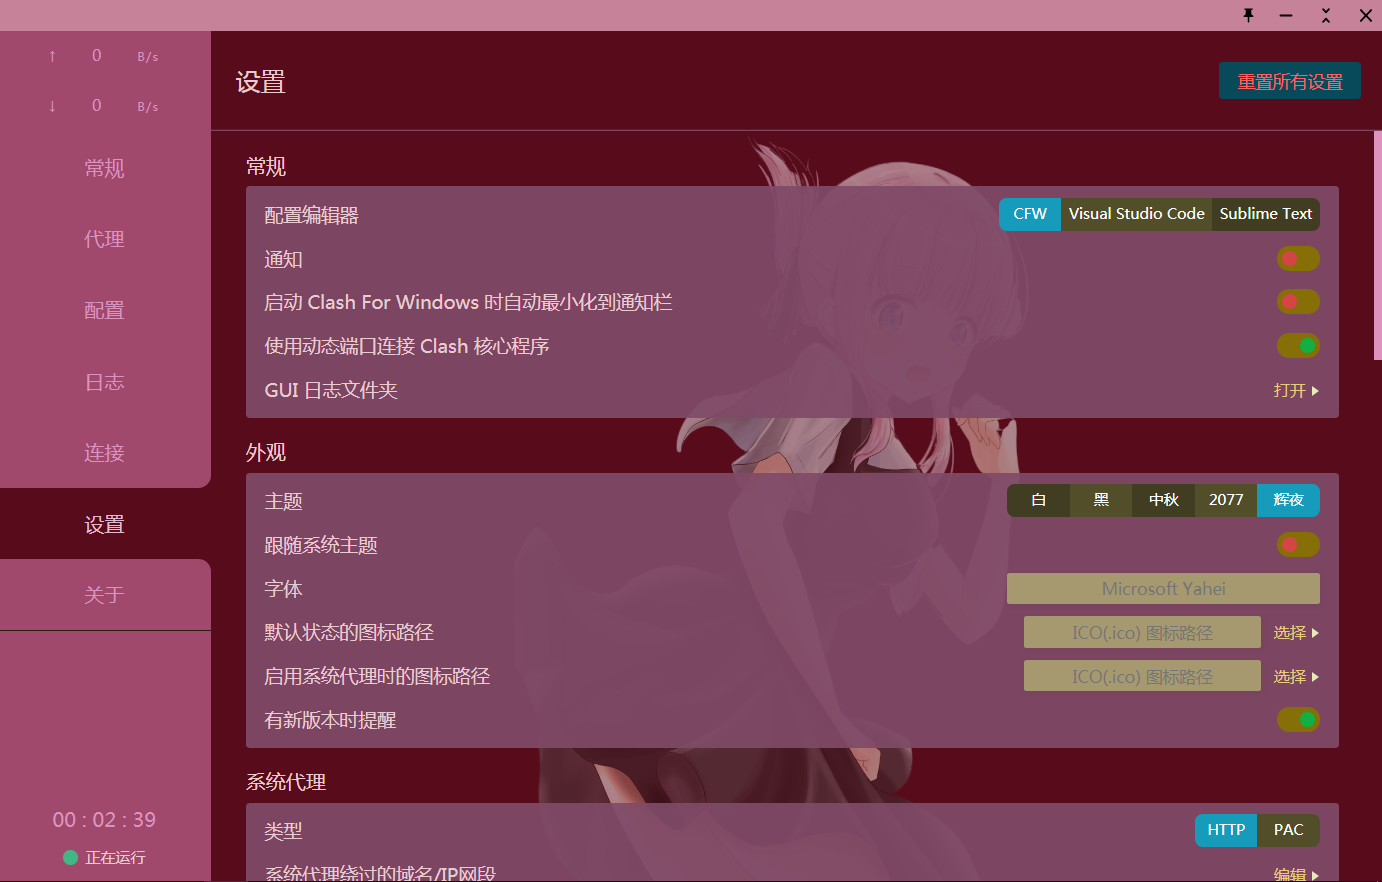 ↑ 0 B/s
↓ 0 B/s
常规
代理
配置
日志
连接
设置
关于
00 : 02 : 39
正在运行
设置
重置所有设置
常规
配置编辑器 CFW Visual Studio Code Sublime Text
通知
启动 Clash For Windows 时自动最小化到通知栏
使用动态端口连接 Clash 核心程序
GUI 日志文件夹 打开
外观
主题 白 黑 中秋 2077 辉夜
跟随系统主题
字体 Microsoft Yahei
默认状态的图标路径 ICO(.ico) 图标路径 选择
启用系统代理时的图标路径 ICO(.ico) 图标路径 选择
有新版本时提醒
系统代理
类型 HTTP PAC
系统代理绕过的域名/IP网段 编辑